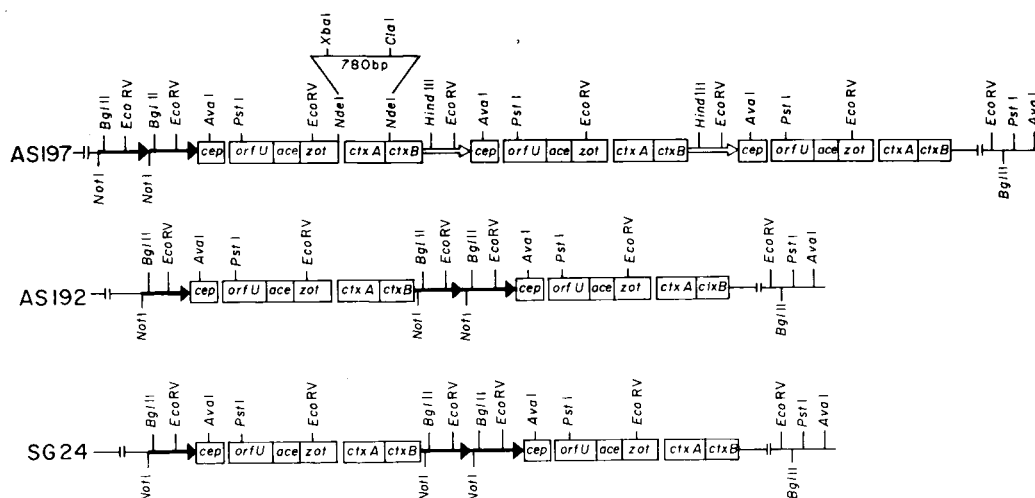 XbaI ClaI
780bp
BglII EcoRV BglII EcoRV AvaI PstI EcoRV NdeI NdeI HindIII EcoRV AvaI PstI EcoRV HindIII EcoRV AvaI PstI EcoRV EcoRV PstI AvaI
AS197 cep orfU ace zot ctxA ctxB cep orfU ace zot ctxA ctxB cep orfU ace zot ctxA ctxB
NotI NotI BglII
BglII EcoRV AvaI PstI EcoRV BglII EcoRV BglII EcoRV AvaI PstI EcoRV EcoRV PstI AvaI
AS192 cep orfU ace zot ctxA ctxB cep orfU ace zot ctxA ctxB
NotI NotI NotI BglII
BglII EcoRV AvaI PstI EcoRV BglII EcoRV BglII EcoRV AvaI PstI EcoRV EcoRV PstI AvaI
SG24 cep orfU ace zot ctxA ctxB cep orfU ace zot ctxA ctxB
NotI NotI NotI BglII